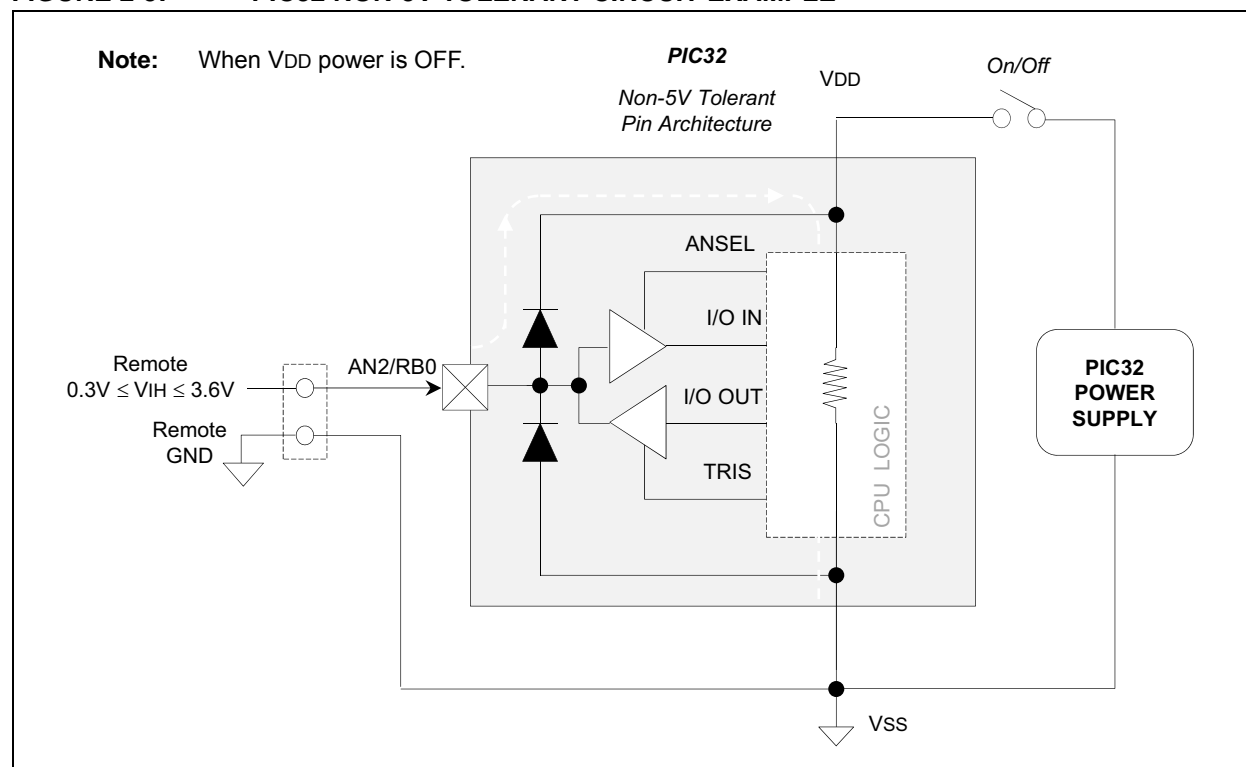 Note: When VDD power is OFF.
PIC32
Non-5V Tolerant
Pin Architecture
VDD
On/Off
ANSEL
I/O IN
AN2/RB0
Remote
0.3V ≤ VIH ≤ 3.6V
I/O OUT
Remote
GND
TRIS
CPU LOGIC
PIC32
POWER
SUPPLY
VSS